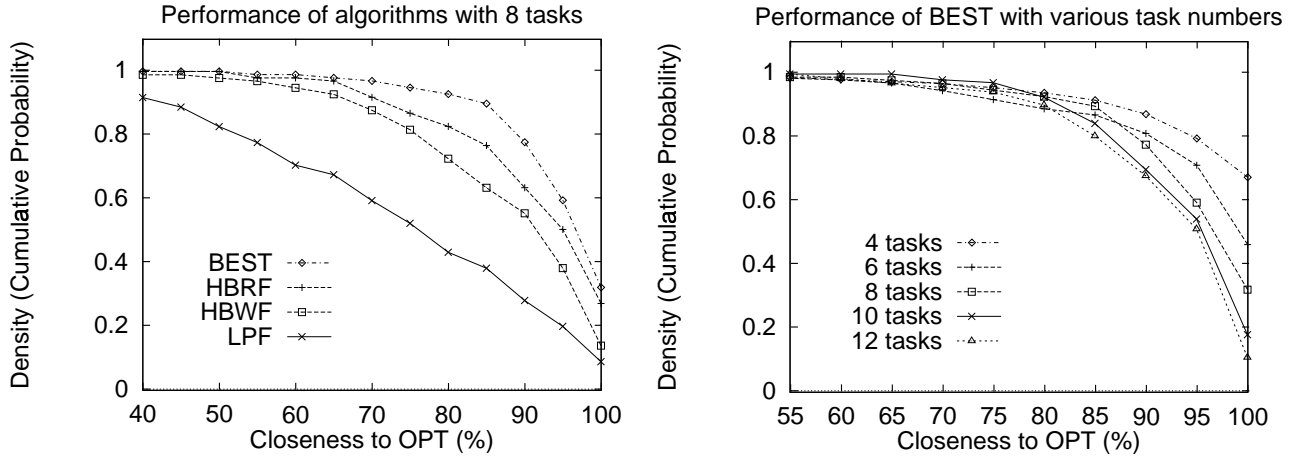 Performance of algorithms with 8 tasks
Density (Cumulative Probability)
1
0.8
0.6
0.4
0.2
0
BEST
HBRF
HBWF
LPF
40 50 60 70 80 90 100
Closeness to OPT (%)
Performance of BEST with various task numbers
Density (Cumulative Probability)
1
0.8
0.6
0.4
0.2
0
4 tasks
6 tasks
8 tasks
10 tasks
12 tasks
55 60 65 70 75 80 85 90 95 100
Closeness to OPT (%)